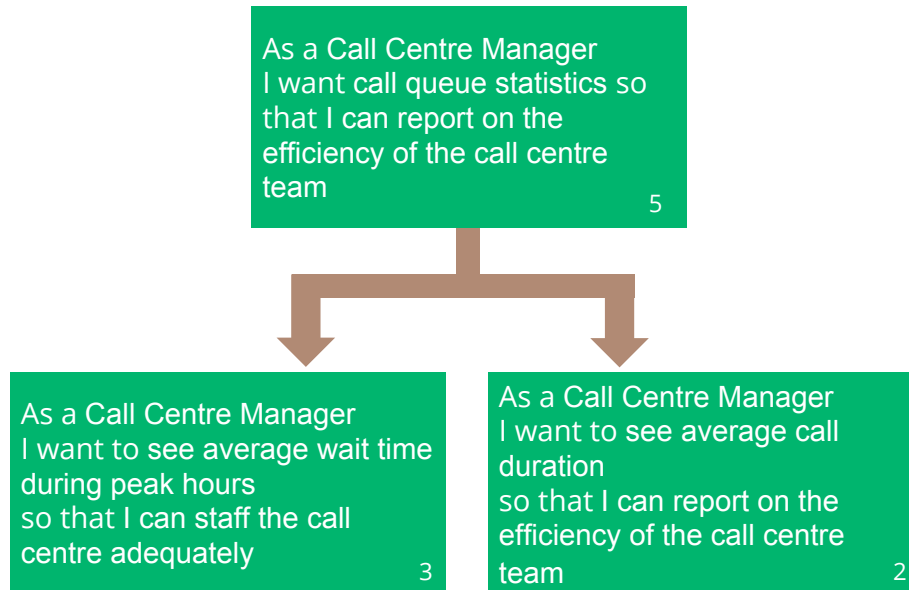 As a Call Centre Manager
I want call queue statistics so
that I can report on the
efficiency of the call centre
team
5
As a Call Centre Manager
I want to see average wait time
during peak hours
so that I can staff the call
centre adequately
3
As a Call Centre Manager
I want to see average call
duration
so that I can report on the
efficiency of the call centre
team
2